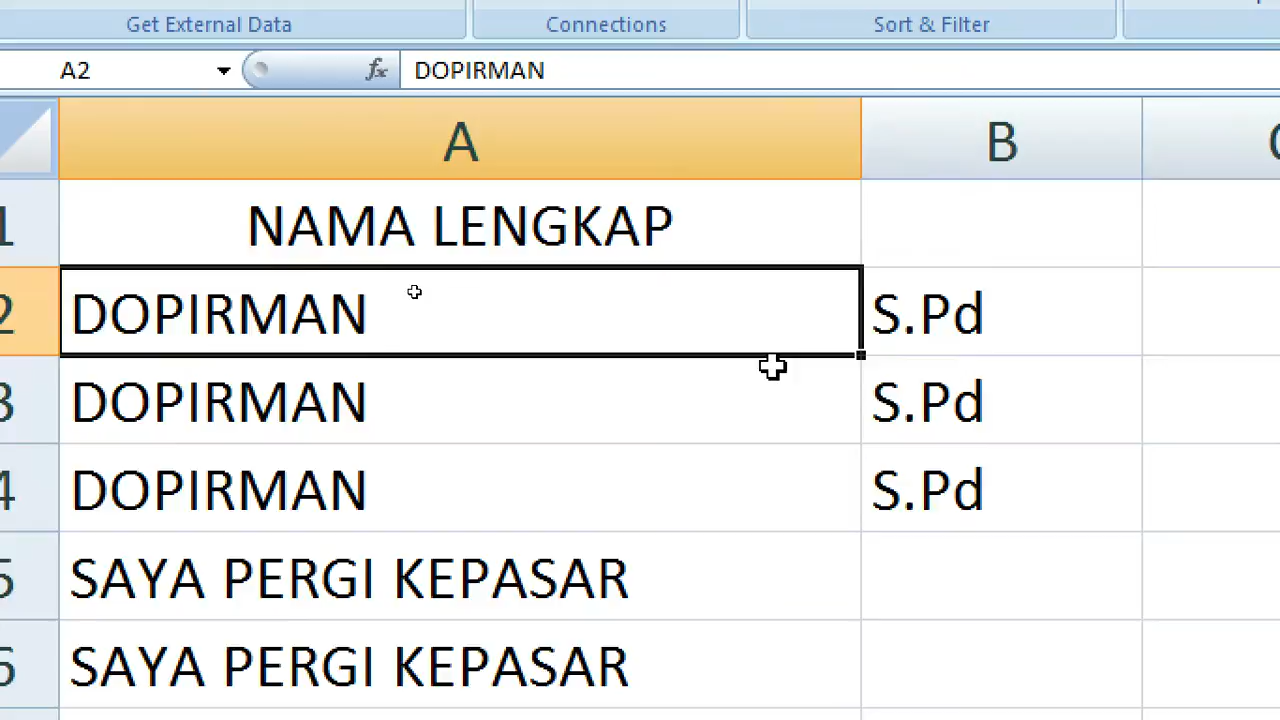 Get External Data Connections Sort & Filter
A2 fx DOPIRMAN
A B
1 NAMA LENGKAP
2 DOPIRMAN S.Pd
3 DOPIRMAN S.Pd
4 DOPIRMAN S.Pd
5 SAYA PERGI KEPASAR
6 SAYA PERGI KEPASAR